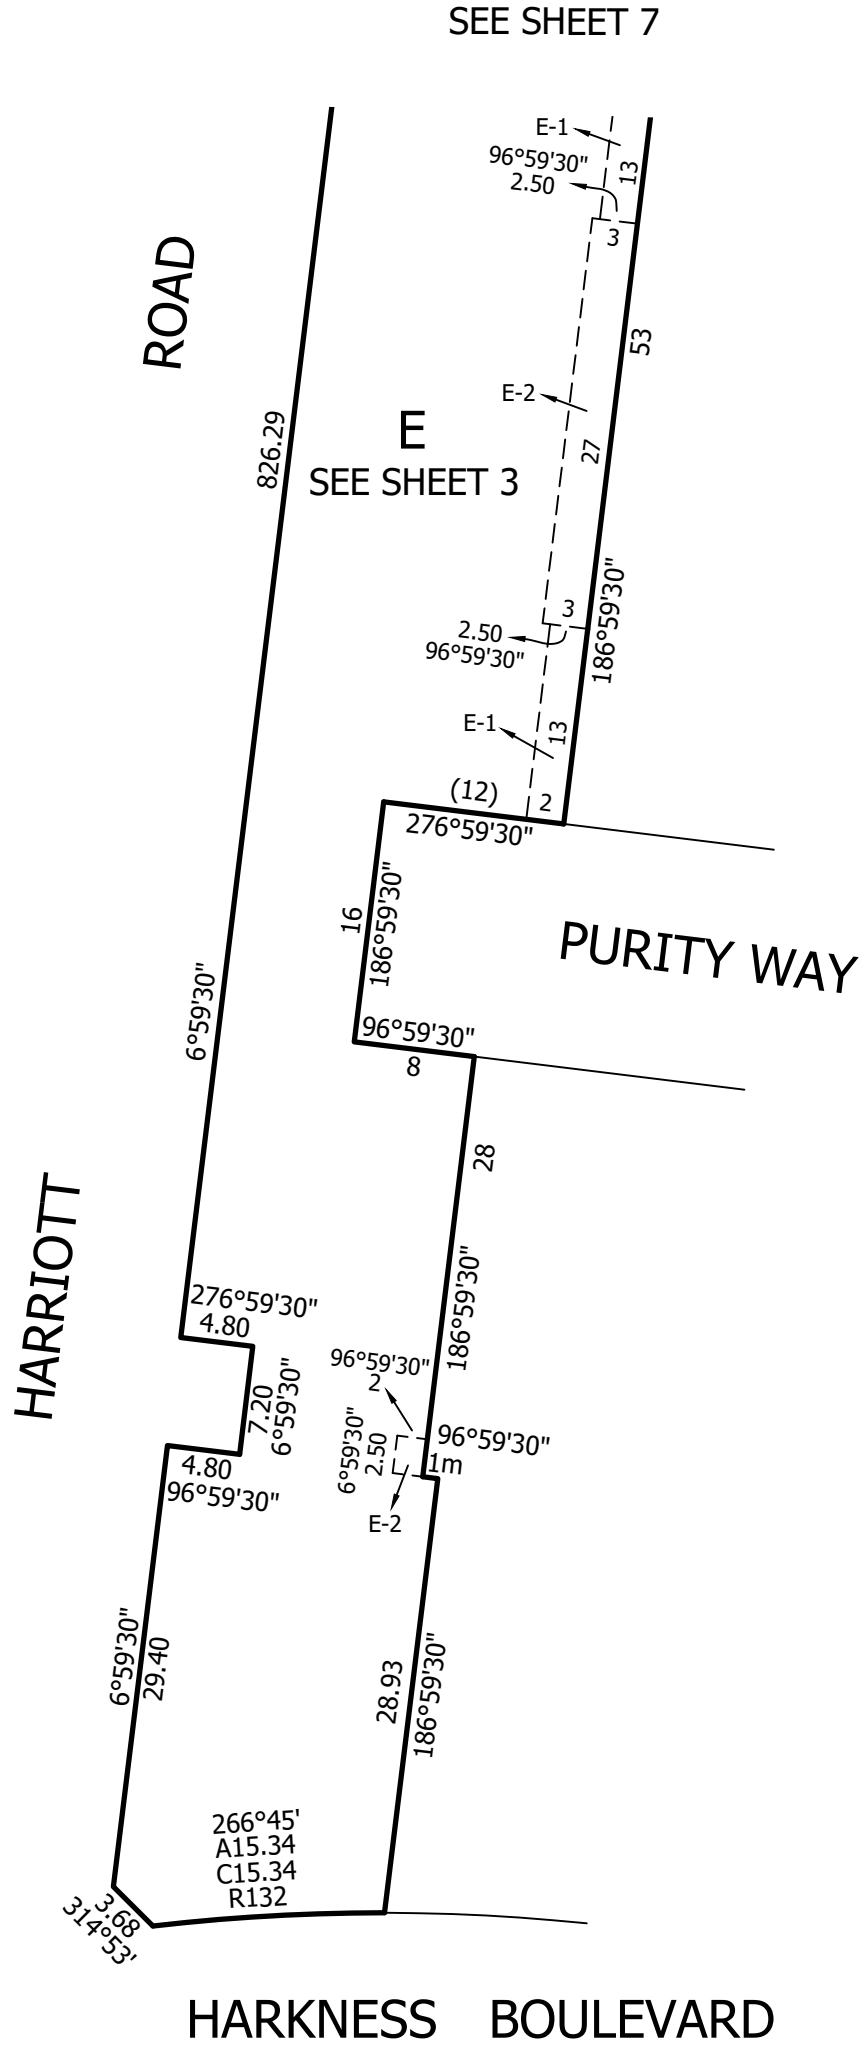 SEE SHEET 7
E-1
96°59'30"
2.50
13
3
ROAD
53
E-2
826.29
E
27
SEE SHEET 3
186°59'30"
3
2.50
96°59'30"
E-1
13
(12)
2
276°59'30"
16
186°59'30"
PURITY WAY
6°59'30"
96°59'30"
8
28
HARRIOTT
186°59'30"
276°59'30"
4.80
96°59'30"
2
7.20
6°59'30"
6°59'30"
2.50
96°59'30"
1m
4.80
96°59'30"
E-2
6°59'30"
29.40
28.93
186°59'30"
266°45'
A15.34
C15.34
R132
3.68
314°53'
HARKNESS BOULEVARD